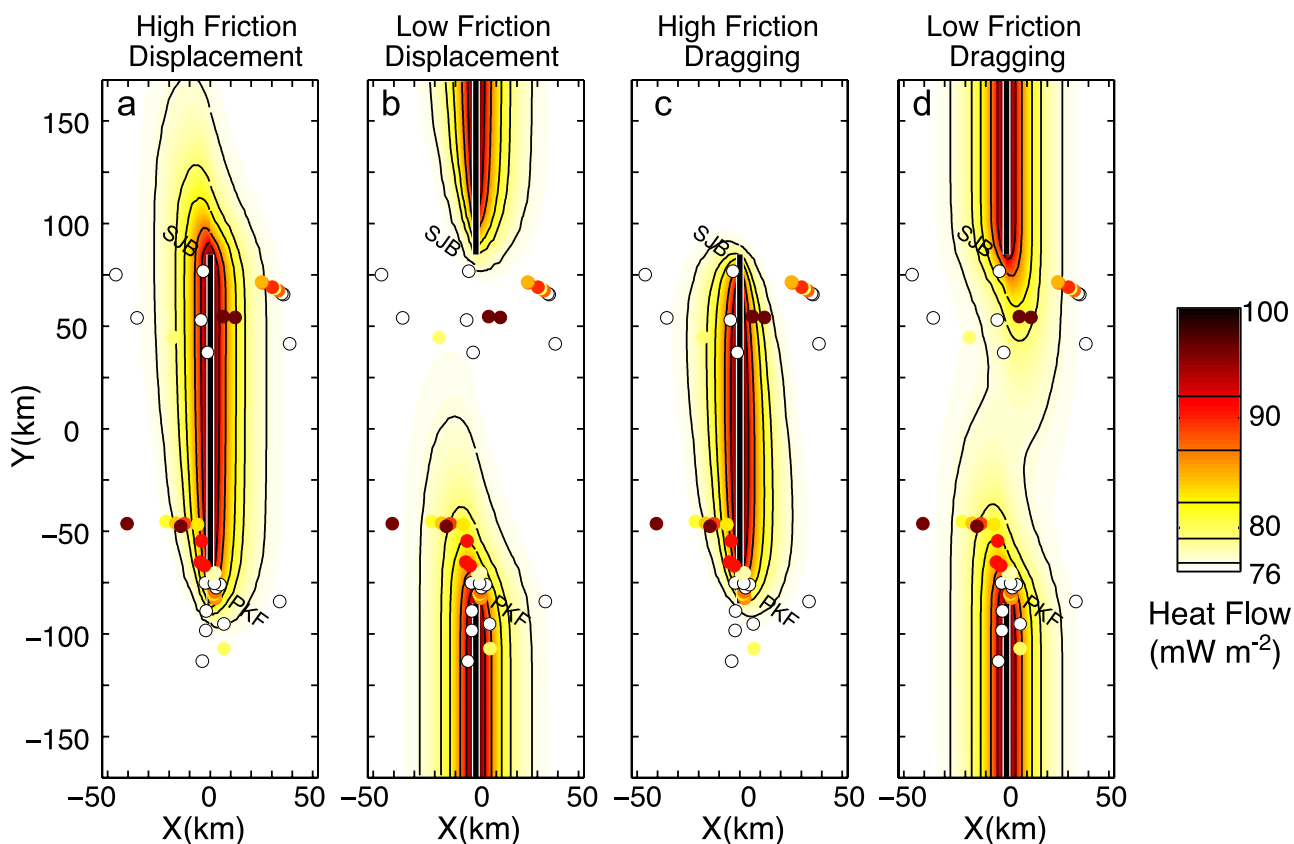 High Friction
Displacement
Low Friction
Displacement
High Friction
Dragging
Low Friction
Dragging
a
b
c
d
150
100
50
0
−50
−100
−150
Y(km)
SJB
SJB
SJB
SJB
PKF
PKF
PKF
PKF
−50 0 50
−50 0 50
−50 0 50
−50 0 50
X(km)
X(km)
X(km)
X(km)
100
90
80
76
Heat Flow
(mW m-2)